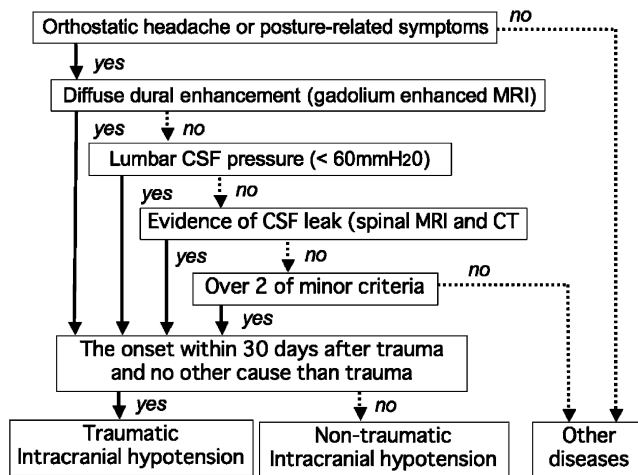 Orthostatic headache or posture-related symptoms
no
yes
Diffuse dural enhancement (gadolium enhanced MRI)
yes
no
Lumbar CSF pressure (< 60mmH20)
yes
no
Evidence of CSF leak (spinal MRI and CT
yes
no
Over 2 of minor criteria
no
yes
The onset within 30 days after trauma
and no other cause than trauma
yes
no
Traumatic
Intracranial hypotension
Non-traumatic
Intracranial hypotension
Other
diseases